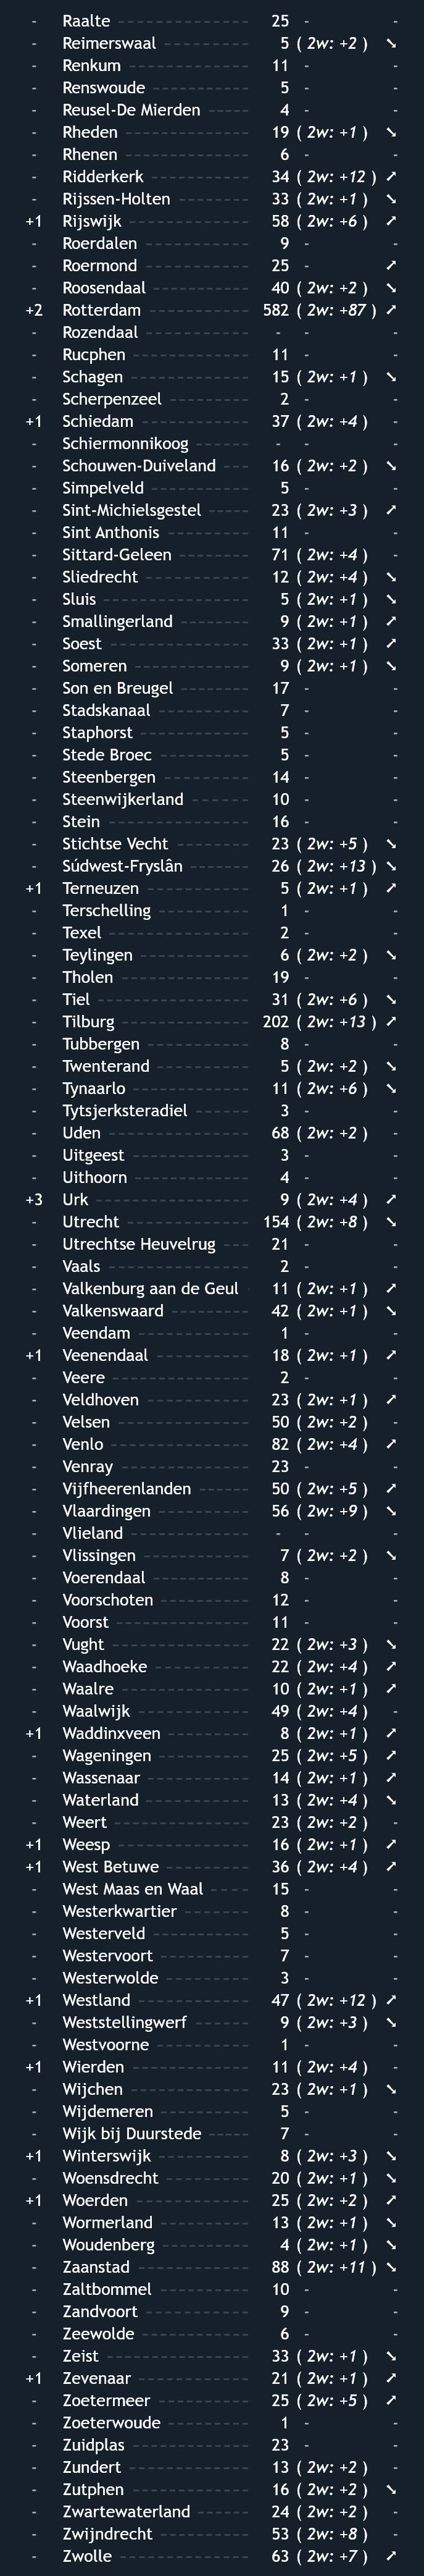 - Raalte 25 - -
- Reimerswaal 5 ( 2w: +2 ) ➘
- Renkum 11 - -
- Renswoude 5 - -
- Reusel-De Mierden 4 - -
- Rheden 19 ( 2w: +1 ) ➘
- Rhenen 6 - -
- Ridderkerk 34 ( 2w: +12 ) ➚
- Rijssen-Holten 33 ( 2w: +1 ) ➘
+1 Rijswijk 58 ( 2w: +6 ) ➚
- Roerdalen 9 - -
- Roermond 25 - ➚
- Roosendaal 40 ( 2w: +2 ) ➘
+2 Rotterdam 582 ( 2w: +87 ) ➚
- Rozendaal - - -
- Rucphen 11 - -
- Schagen 15 ( 2w: +1 ) ➘
- Scherpenzeel 2 - -
+1 Schiedam 37 ( 2w: +4 ) -
- Schiermonnikoog - - -
- Schouwen-Duiveland 16 ( 2w: +2 ) ➘
- Simpelveld 5 - -
- Sint-Michielsgestel 23 ( 2w: +3 ) ➚
- Sint Anthonis 11 - -
- Sittard-Geleen 71 ( 2w: +4 ) -
- Sliedrecht 12 ( 2w: +4 ) ➘
- Sluis 5 ( 2w: +1 ) ➘
- Smallingerland 9 ( 2w: +1 ) ➚
- Soest 33 ( 2w: +1 ) ➚
- Someren 9 ( 2w: +1 ) ➘
- Son en Breugel 17 - -
- Stadskanaal 7 - -
- Staphorst 5 - -
- Stede Broec 5 - -
- Steenbergen 14 - -
- Steenwijkerland 10 - -
- Stein 16 - -
- Stichtse Vecht 23 ( 2w: +5 ) ➘
- Súdwest-Fryslân 26 ( 2w: +13 ) ➘
+1 Terneuzen 5 ( 2w: +1 ) ➚
- Terschelling 1 - -
- Texel 2 - -
- Teylingen 6 ( 2w: +2 ) ➘
- Tholen 19 - -
- Tiel 31 ( 2w: +6 ) ➘
- Tilburg 202 ( 2w: +13 ) ➚
- Tubbergen 8 - -
- Twenterand 5 ( 2w: +2 ) ➘
- Tynaarlo 11 ( 2w: +6 ) ➘
- Tytsjerksteradiel 3 - -
- Uden 68 ( 2w: +2 ) -
- Uitgeest 3 - -
- Uithoorn 4 - -
+3 Urk 9 ( 2w: +4 ) ➚
- Utrecht 154 ( 2w: +8 ) ➘
- Utrechtse Heuvelrug 21 - -
- Vaals 2 - -
- Valkenburg aan de Geul 11 ( 2w: +1 ) ➚
- Valkenswaard 42 ( 2w: +1 ) ➘
- Veendam 1 - -
+1 Veenendaal 18 ( 2w: +1 ) ➚
- Veere 2 - -
- Veldhoven 23 ( 2w: +1 ) ➚
- Velsen 50 ( 2w: +2 ) -
- Venlo 82 ( 2w: +4 ) ➚
- Venray 23 - -
- Vijfheerenlanden 50 ( 2w: +5 ) ➚
- Vlaardingen 56 ( 2w: +9 ) ➘
- Vlieland - - -
- Vlissingen 7 ( 2w: +2 ) ➘
- Voerendaal 8 - -
- Voorschoten 12 - -
- Voorst 11 - -
- Vught 22 ( 2w: +3 ) ➘
- Waadhoeke 22 ( 2w: +4 ) ➚
- Waalre 10 ( 2w: +1 ) ➚
- Waalwijk 49 ( 2w: +4 ) -
+1 Waddinxveen 8 ( 2w: +1 ) ➚
- Wageningen 25 ( 2w: +5 ) ➚
- Wassenaar 14 ( 2w: +1 ) ➚
- Waterland 13 ( 2w: +4 ) ➘
- Weert 23 ( 2w: +2 ) -
+1 Weesp 16 ( 2w: +1 ) ➚
+1 West Betuwe 36 ( 2w: +4 ) ➚
- West Maas en Waal 15 - -
- Westerkwartier 8 - -
- Westerveld 5 - -
- Westervoort 7 - -
- Westerwolde 3 - -
+1 Westland 47 ( 2w: +12 ) ➚
- Weststellingwerf 9 ( 2w: +3 ) ➘
- Westvoorne 1 - -
+1 Wierden 11 ( 2w: +4 ) -
- Wijchen 23 ( 2w: +1 ) ➘
- Wijdemeren 5 - -
- Wijk bij Duurstede 7 - -
+1 Winterswijk 8 ( 2w: +3 ) ➘
- Woensdrecht 20 ( 2w: +1 ) ➘
+1 Woerden 25 ( 2w: +2 ) ➚
- Wormerland 13 ( 2w: +1 ) ➘
- Woudenberg 4 ( 2w: +1 ) ➘
- Zaanstad 88 ( 2w: +11 ) ➘
- Zaltbommel 10 - -
- Zandvoort 9 - -
- Zeewolde 6 - -
- Zeist 33 ( 2w: +1 ) ➘
+1 Zevenaar 21 ( 2w: +1 ) ➚
- Zoetermeer 25 ( 2w: +5 ) ➚
- Zoeterwoude 1 - -
- Zuidplas 23 - -
- Zundert 13 ( 2w: +2 ) -
- Zutphen 16 ( 2w: +2 ) ➘
- Zwartewaterland 24 ( 2w: +2 ) -
- Zwijndrecht 53 ( 2w: +8 ) -
- Zwolle 63 ( 2w: +7 ) ➚